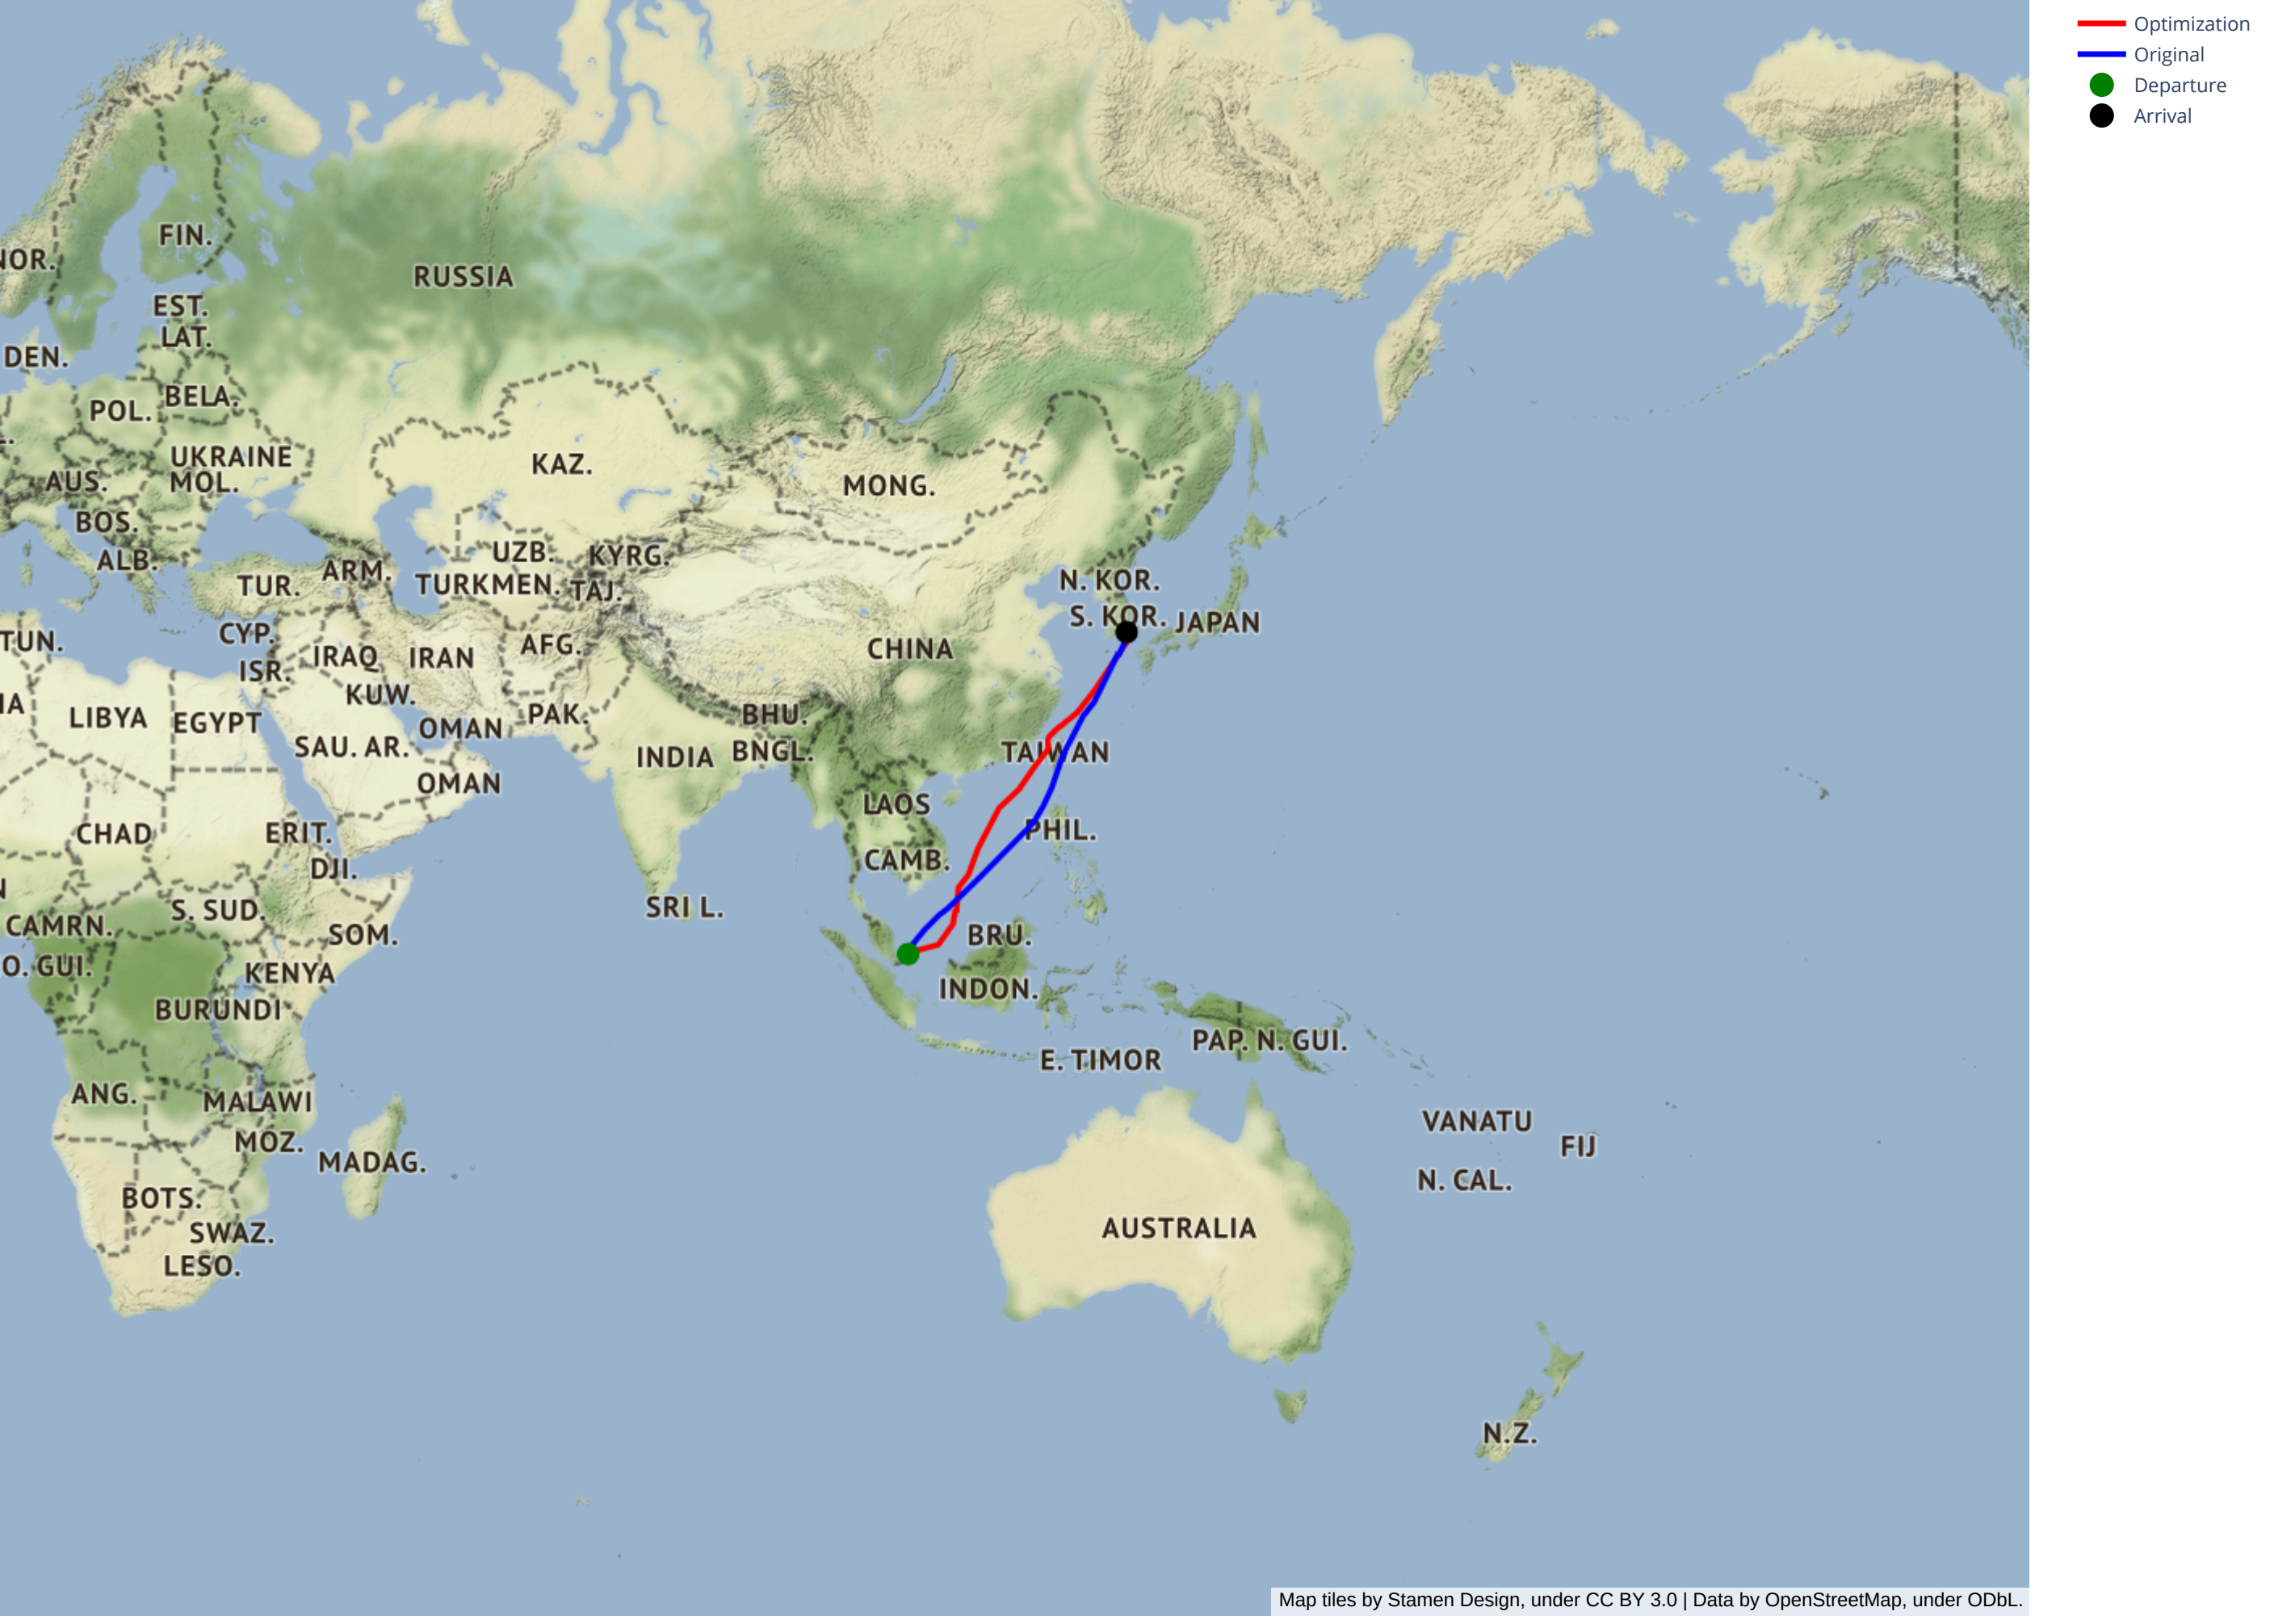 Optimization
Original
Departure
Arrival
FIN.
NOR.
RUSSIA
EST.
LAT.
DEN.
BELA.
POL.
UKRAINE
KAZ.
AUS.
MOL.
MONG.
BOS.
UZB.
KYRG.
ALB.
ARM.
N. KOR.
TUR.
TURKMEN.
TAJ.
S. KOR.
JAPAN
CYP.
TUN.
AFG.
CHINA
IRAQ
IRAN
ISR.
KUW.
LIBYA
EGYPT
PAK.
BHU.
OMAN
SAU. AR.
INDIA
BNGL.
TAIWAN
OMAN
LAOS
CHAD
ERIT.
PHIL.
CAMB.
DJI.
SRI L.
S. SUD.
CAMRN.
SOM.
BRU.
O. GUI.
KENYA
INDON.
BURUNDI
PAP. N. GUI.
E. TIMOR
ANG.
MALAWI
VANATU
MOZ.
FIJ
MADAG.
N. CAL.
BOTS.
AUSTRALIA
SWAZ.
LESO.
N.Z.
Map tiles by Stamen Design, under CC BY 3.0 | Data by OpenStreetMap, under ODbL.